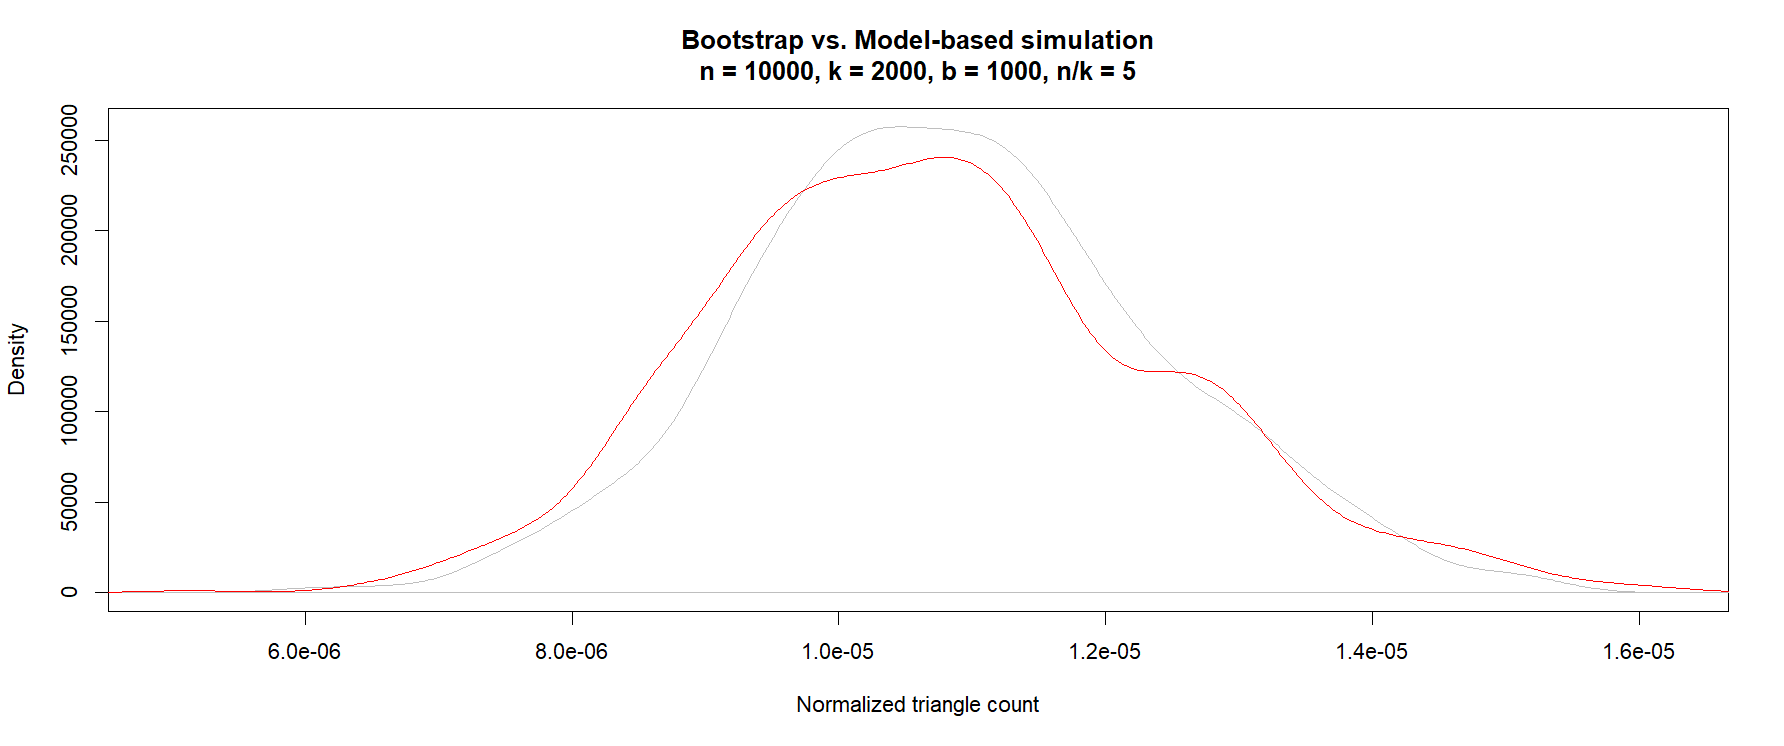 Bootstrap vs. Model-based simulation
n = 10000, k = 2000, b = 1000, n/k = 5
Density
250000
200000
150000
100000
50000
0
6.0e-06
8.0e-06
1.0e-05
1.2e-05
1.4e-05
1.6e-05
Normalized triangle count